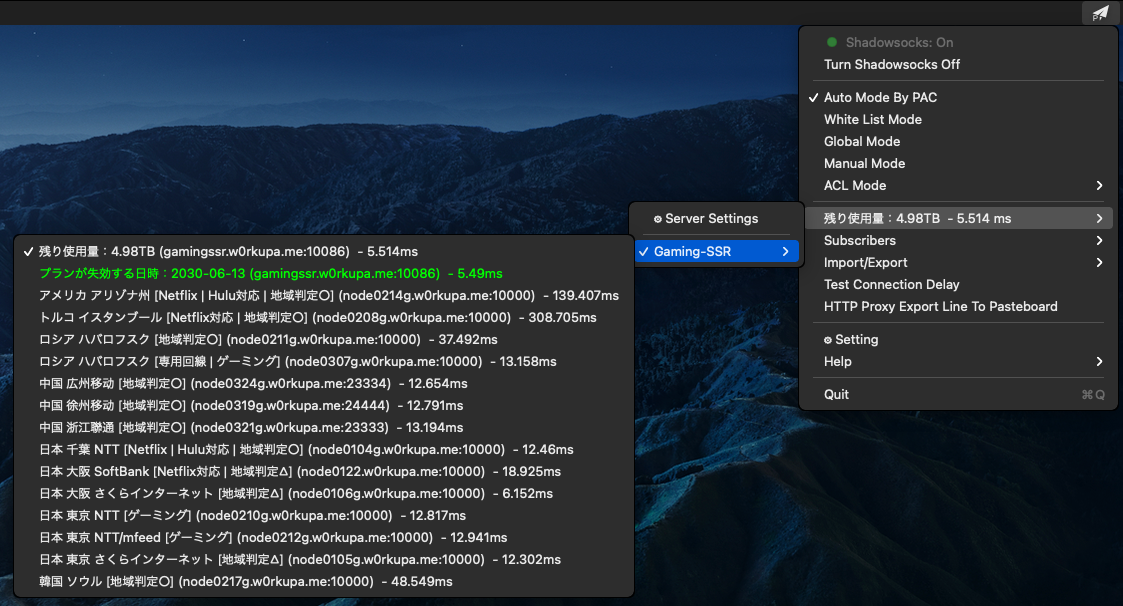 Shadowsocks: On
Turn Shadowsocks Off
Auto Mode By PAC
White List Mode
Global Mode
Manual Mode
ACL Mode
残り使用量：4.98TB - 5.514 ms
Subscribers
Import/Export
Test Connection Delay
HTTP Proxy Export Line To Pasteboard
Setting
Help
Quit ⌘Q
Server Settings
Gaming-SSR
残り使用量：4.98TB (gamingssr.w0rkupa.me:10086) - 5.514ms
プランが失効する日時：2030-06-13 (gamingssr.w0rkupa.me:10086) - 5.49ms
アメリカ アリゾナ州 [Netflix | Hulu対応 | 地域判定〇] (node0214g.w0rkupa.me:10000) - 139.407ms
トルコ イスタンブール [Netflix対応 | 地域判定〇] (node0208g.w0rkupa.me:10000) - 308.705ms
ロシア ハバロフスク [地域判定〇] (node0211g.w0rkupa.me:10000) - 37.492ms
ロシア ハバロフスク [専用回線 | ゲーミング] (node0307g.w0rkupa.me:10000) - 13.158ms
中国 広州移动 [地域判定〇] (node0324g.w0rkupa.me:23334) - 12.654ms
中国 徐州移动 [地域判定〇] (node0319g.w0rkupa.me:24444) - 12.791ms
中国 浙江聯通 [地域判定〇] (node0321g.w0rkupa.me:23333) - 13.194ms
日本 千葉 NTT [Netflix | Hulu対応 | 地域判定〇] (node0104g.w0rkupa.me:10000) - 12.46ms
日本 大阪 SoftBank [Netflix対応 | 地域判定Δ] (node0122.w0rkupa.me:10000) - 18.925ms
日本 大阪 さくらインターネット [地域判定Δ] (node0106g.w0rkupa.me:10000) - 6.152ms
日本 東京 NTT [ゲーミング] (node0210g.w0rkupa.me:10000) - 12.817ms
日本 東京 NTT/mfeed [ゲーミング] (node0212g.w0rkupa.me:10000) - 12.941ms
日本 東京 さくらインターネット [地域判定Δ] (node0105g.w0rkupa.me:10000) - 12.302ms
韓国 ソウル [地域判定〇] (node0217g.w0rkupa.me:10000) - 48.549ms